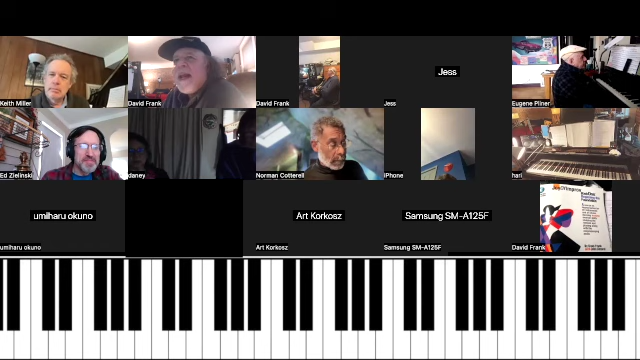 Jess
Keith Miller
David Frank
David Frank
Jess
Eugene Pliner
Ed Zielinski
daney
Norman Cotterell
iPhone
hari
umiharu okuno
Art Korkosz
Samsung SM-A125F
umiharu okuno
Art Korkosz
Samsung SM-A125F
David Frank